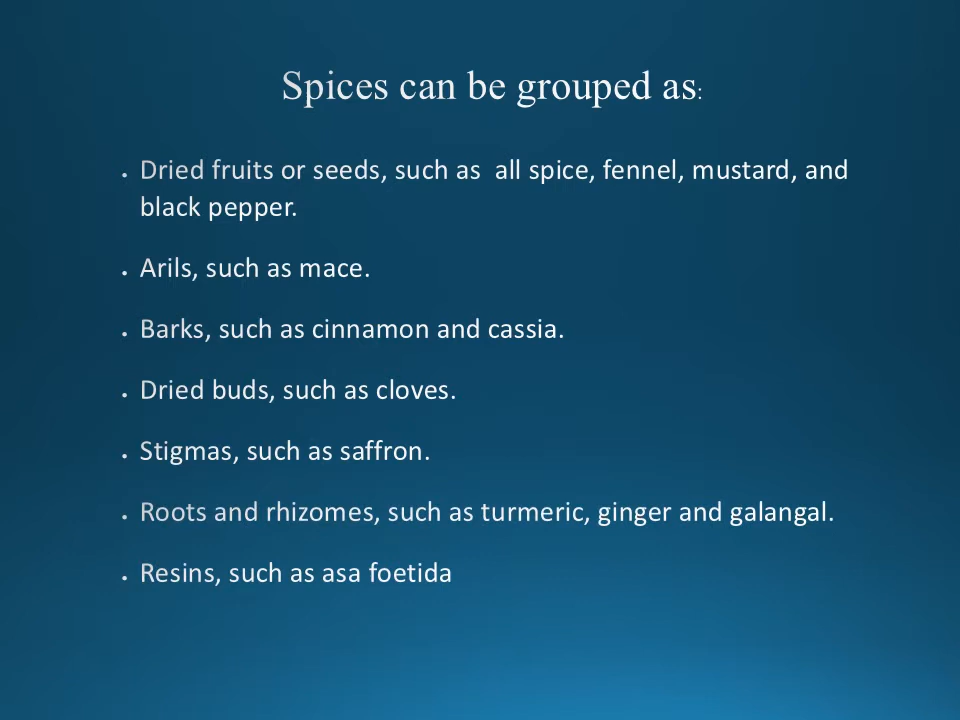 Spices can be grouped as:
• Dried fruits or seeds, such as  all spice, fennel, mustard, and
black pepper.
• Arils, such as mace.
• Barks, such as cinnamon and cassia.
• Dried buds, such as cloves.
• Stigmas, such as saffron.
• Roots and rhizomes, such as turmeric, ginger and galangal.
• Resins, such as asa foetida